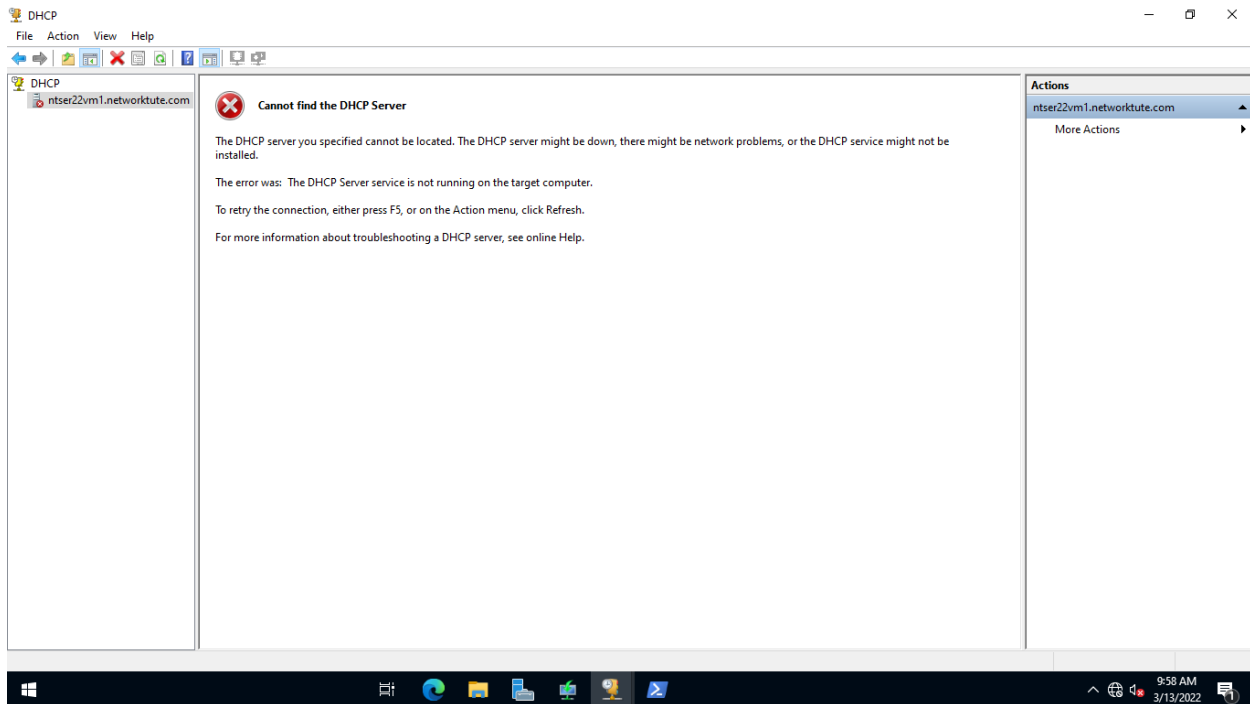 DHCP
File Action View Help
DHCP
ntser22vm1.networktute.com
Cannot find the DHCP Server
The DHCP server you specified cannot be located. The DHCP server might be down, there might be network problems, or the DHCP service might not be
installed.
The error was: The DHCP Server service is not running on the target computer.
To retry the connection, either press F5, or on the Action menu, click Refresh.
For more information about troubleshooting a DHCP server, see online Help.
Actions
ntser22vm1.networktute.com
More Actions
9:58 AM
3/13/2022
1